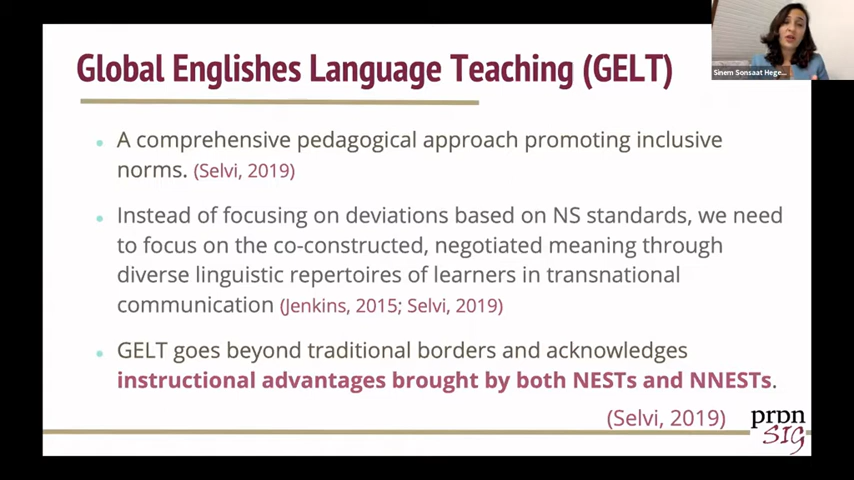 Global Englishes Language Teaching (GELT)
Sinem Sonsaat Hege...
• A comprehensive pedagogical approach promoting inclusive
norms. (Selvi, 2019)
• Instead of focusing on deviations based on NS standards, we need
to focus on the co-constructed, negotiated meaning through
diverse linguistic repertoires of learners in transnational
communication (Jenkins, 2015; Selvi, 2019)
• GELT goes beyond traditional borders and acknowledges
instructional advantages brought by both NESTs and NNESTs.
(Selvi, 2019)
pron
SIG